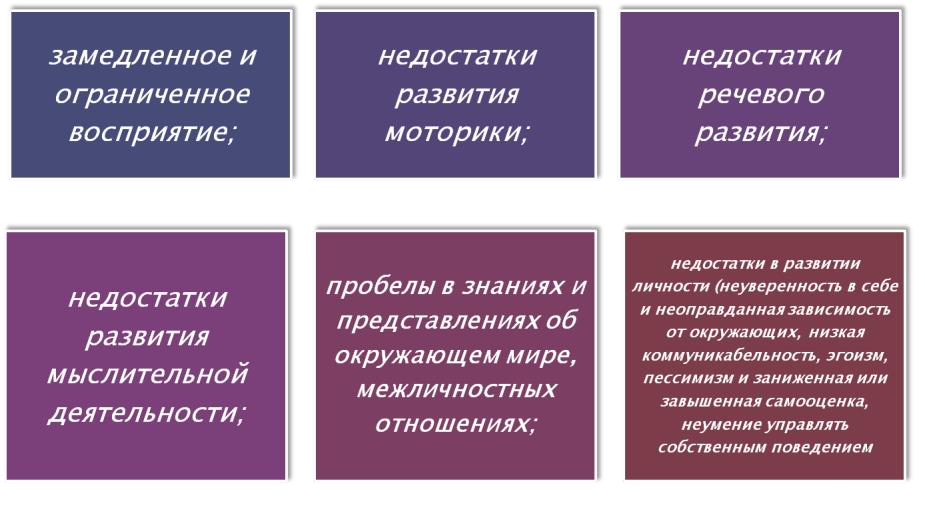 замедленное и
ограниченное
восприятие;
недостатки
развития
моторики;
недостатки
речевого
развития;
недостатки
развития
мыслительной
деятельности;
пробелы в знаниях и
представлениях об
окружающем мире,
межличностных
отношениях;
недостатки в развитии
личности (неуверенность в себе
и неоправданная зависимость
от окружающих, низкая
коммуникабельность, эгоизм,
пессимизм и заниженная или
завышенная самооценка,
неумение управлять
собственным поведением